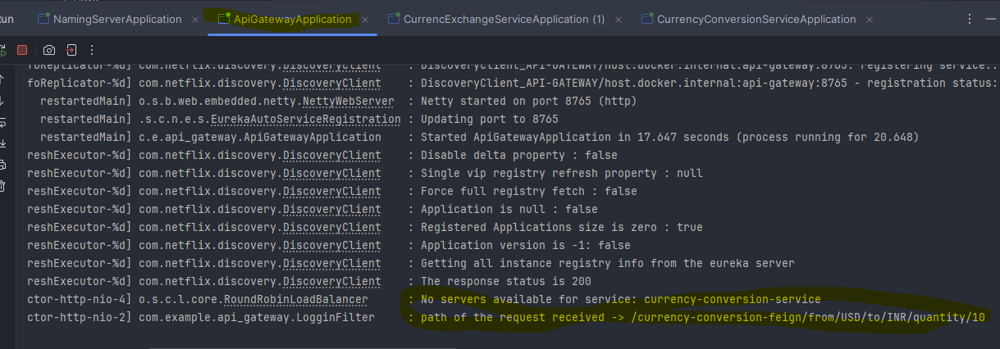 Run NamingServerApplication ApiGatewayApplication CurrencExchangeServiceApplication (1) CurrencyConversionServiceApplication
foReplicator-%d] com.netflix.discovery.DiscoveryClient : DiscoveryClient_API-GATEWAY/host.docker.internal:api-gateway:8765: registering service..
foReplicator-%d] com.netflix.discovery.DiscoveryClient : DiscoveryClient_API-GATEWAY/host.docker.internal:api-gateway:8765 - registration status:
restartedMain] o.s.b.web.embedded.netty.NettyWebServer : Netty started on port 8765 (http)
restartedMain] .s.c.n.e.s.EurekaAutoServiceRegistration : Updating port to 8765
restartedMain] c.e.api_gateway.ApiGatewayApplication : Started ApiGatewayApplication in 17.647 seconds (process running for 20.648)
reshExecutor-%d] com.netflix.discovery.DiscoveryClient : Disable delta property : false
reshExecutor-%d] com.netflix.discovery.DiscoveryClient : Single vip registry refresh property : null
reshExecutor-%d] com.netflix.discovery.DiscoveryClient : Force full registry fetch : false
reshExecutor-%d] com.netflix.discovery.DiscoveryClient : Application is null : false
reshExecutor-%d] com.netflix.discovery.DiscoveryClient : Registered Applications size is zero : true
reshExecutor-%d] com.netflix.discovery.DiscoveryClient : Application version is -1: false
reshExecutor-%d] com.netflix.discovery.DiscoveryClient : Getting all instance registry info from the eureka server
reshExecutor-%d] com.netflix.discovery.DiscoveryClient : The response status is 200
ctor-http-nio-4] o.s.c.l.core.RoundRobinLoadBalancer : No servers available for service: currency-conversion-service
ctor-http-nio-2] com.example.api_gateway.LogginFilter : path of the request received -> /currency-conversion-feign/from/USD/to/INR/quantity/10